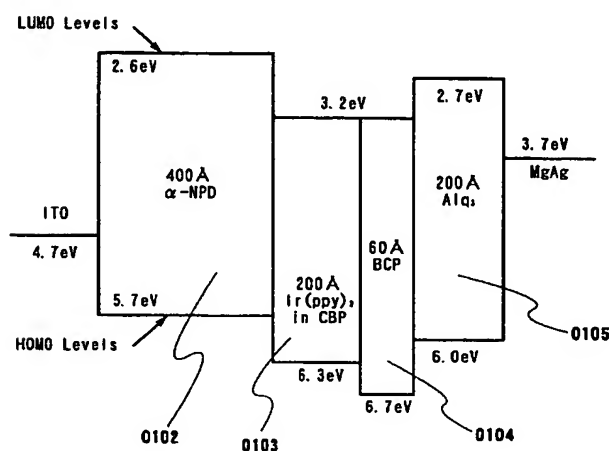 LUMO Levels
2.6eV
3.2eV
2.7eV
3.7eV
MgAg
400Å
α-NPD
200Å
Alq₃
ITO
4.7eV
60Å
BCP
200Å
Ir(ppy)₃
in CBP
5.7eV
HOMO Levels
6.3eV
6.7eV
6.0eV
0105
0102
0103
0104